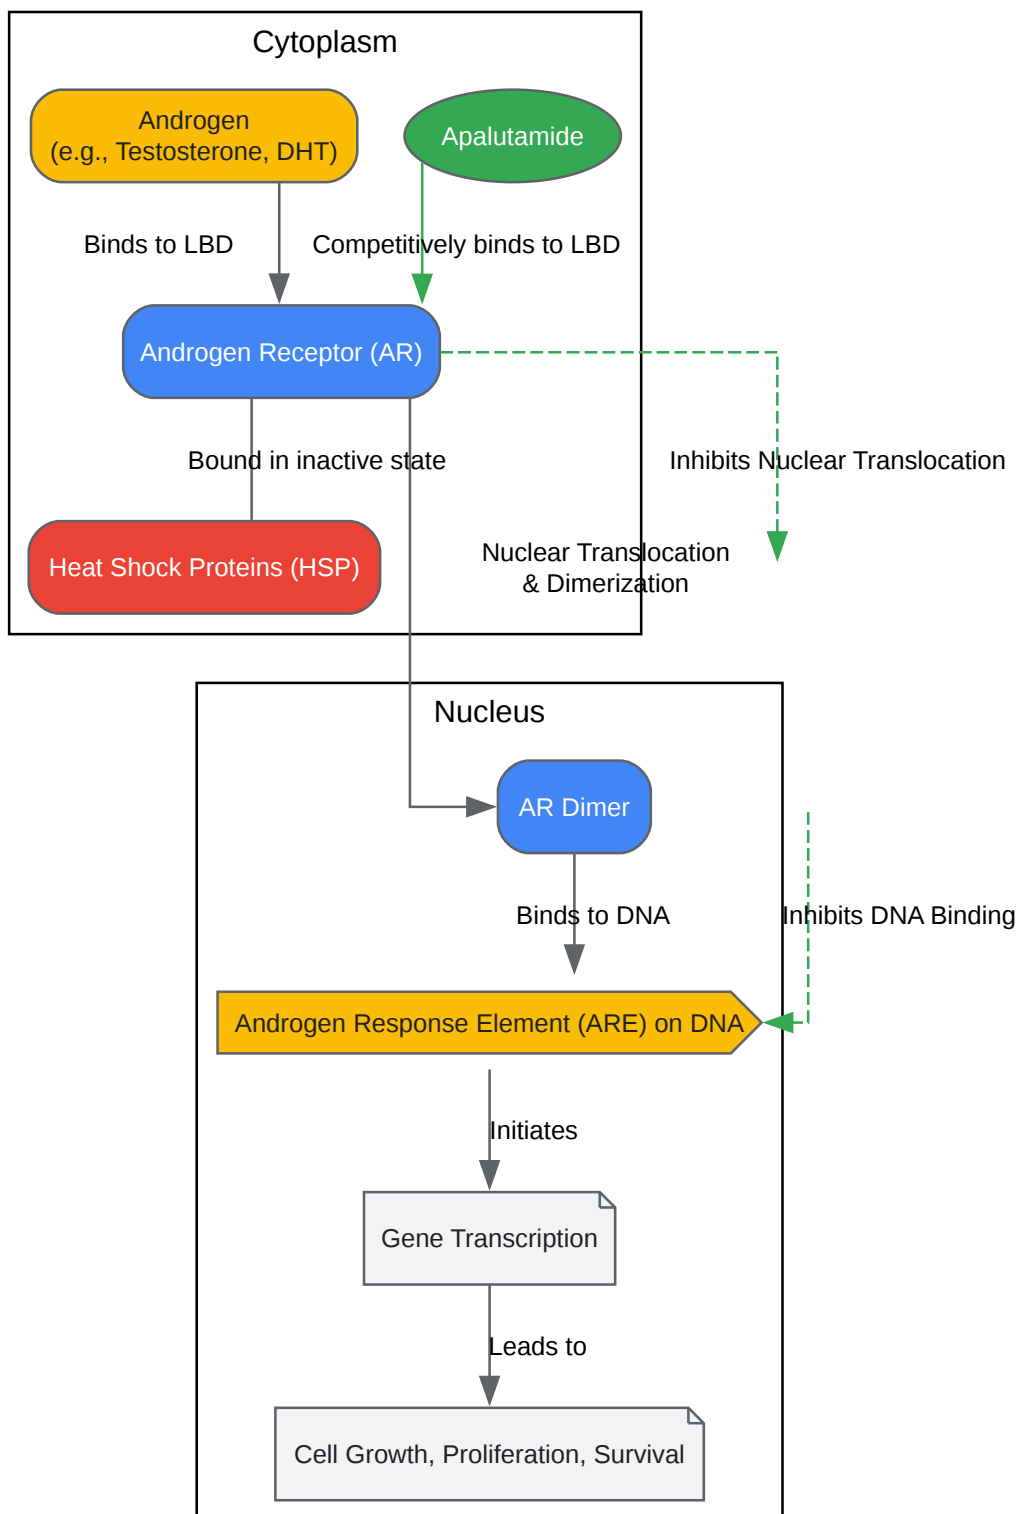 Cytoplasm
Androgen
(e.g., Testosterone, DHT)
Apalutamide
Binds to LBD
Competitively binds to LBD
Androgen Receptor (AR)
Bound in inactive state
Inhibits Nuclear Translocation
Heat Shock Proteins (HSP)
Nuclear Translocation
& Dimerization
Nucleus
AR Dimer
Binds to DNA
Inhibits DNA Binding
Androgen Response Element (ARE) on DNA
Initiates
Gene Transcription
Leads to
Cell Growth, Proliferation, Survival